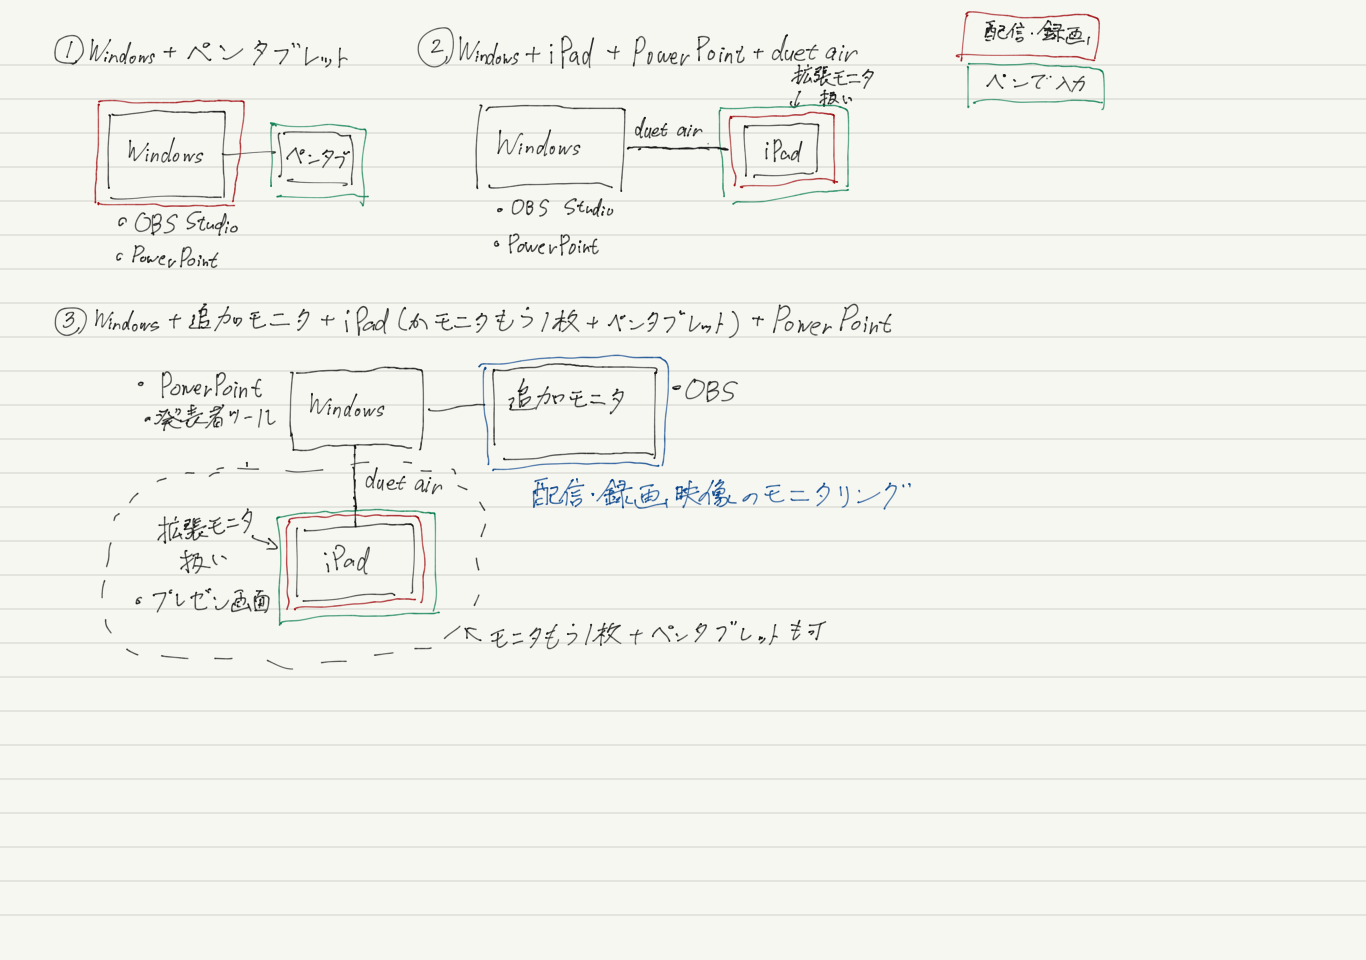 ① Windows + ペンタブレット
② Windows + iPad + PowerPoint + duet air
配信・録画
ペンで入力
拡張モニタ
扱い
Windows
ペンタブ
・OBS Studio
・PowerPoint
Windows
duet air
iPad
・OBS Studio
・PowerPoint
③ Windows + 追加モニタ + iPad (か モニタもう1枚 + ペンタブレット) + PowerPoint
・PowerPoint
・発表者ツール
Windows
追加モニタ
・OBS
duet air
配信・録画映像のモニタリング
拡張モニタ
扱い
iPad
・プレゼン画面
モニタもう1枚 + ペンタブレットも可